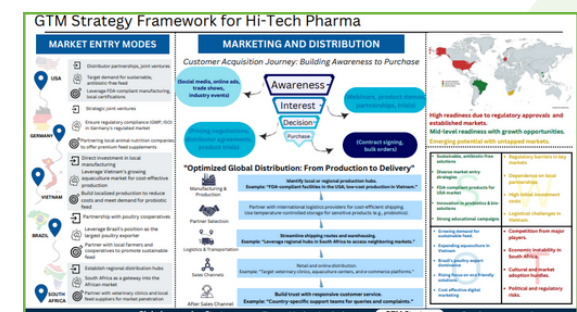 GTM Strategy Framework for Hi-Tech Pharma
MARKET ENTRY MODES
USA
Distributor partnerships, joint ventures
Target demand for sustainable,
antibiotic-free feed
Leverage FDA-compliant manufacturing,
local certifications
GERMANY
Strategic joint ventures
Ensure regulatory compliance (GMP, ISO)
in Germany's regulated market
Partnering local animal-nutrition companies
to offer premium feed supplements
VIETNAM
Direct investment in local
manufacturing
Leverage Vietnam's growing
aquaculture market for cost-effective
production
Build localized production to reduce
costs and meet demand for probiotic
feed
BRAZIL
Partnership with poultry cooperatives
Leverage Brazil's position as the
largest poultry exporter
Partner with local farmers and
cooperatives to promote sustainable
feed
SOUTH
AFRICA
Establish regional distribution hubs
South Africa as a gateway into the
African market
Partner with veterinary clinics and local
feed suppliers for market penetration
MARKETING AND DISTRIBUTION
Customer Acquisition Journey: Building Awareness to Purchase
(Social media, online ads,
trade shows,
industry events)
Awareness
Interest
Decision
Purchase
(Webinars, product demos,
partnerships, trials)
(Pricing negotiations,
distributor agreements,
product trials)
(Contract signing,
bulk orders)
"Optimized Global Distribution: From Production to Delivery"
Manufacturing &
Production
Identify local or regional production hubs.
Example: "FDA-compliant facilities in the USA, low-cost production in Vietnam."
Partner Selection
Partner with international logistics providers for cost-efficient shipping.
Use temperature-controlled storage for sensitive products (e.g., probiotics).
Logistics & Transportation
Streamline shipping routes and warehousing.
Example: "Leverage regional hubs in South Africa to access neighboring markets."
Sales Channels
Retail and online distribution.
Example: "Target veterinary clinics, aquaculture centers, and e-commerce platforms."
After Sales Channel
Build trust with responsive customer service.
Example: "Country-specific support teams for queries and complaints."
High readiness due to regulatory approvals and
established markets.
Mid-level readiness with growth opportunities.
Emerging potential with untapped markets.
Sustainable, antibiotic-free
solutions
Diverse market entry
strategies
FDA-compliant products for
USA market
Innovation in probiotics & bio-
solutions
Strong educational campaigns
Regulatory barriers in key
markets
Dependence on local
partnerships
High initial investment
costs
Logistical challenges in
Vietnam
Growing demand for
sustainable feed.
Expanding aquaculture in
Vietnam
Brazil's poultry export
dominance
Rising focus on eco-friendly
solutions
Cost effective digital
marketing
Competition from major
players.
Economic instability in
South Africa.
Cultural and market
adoption hurdles.
Political and regulatory
risks.